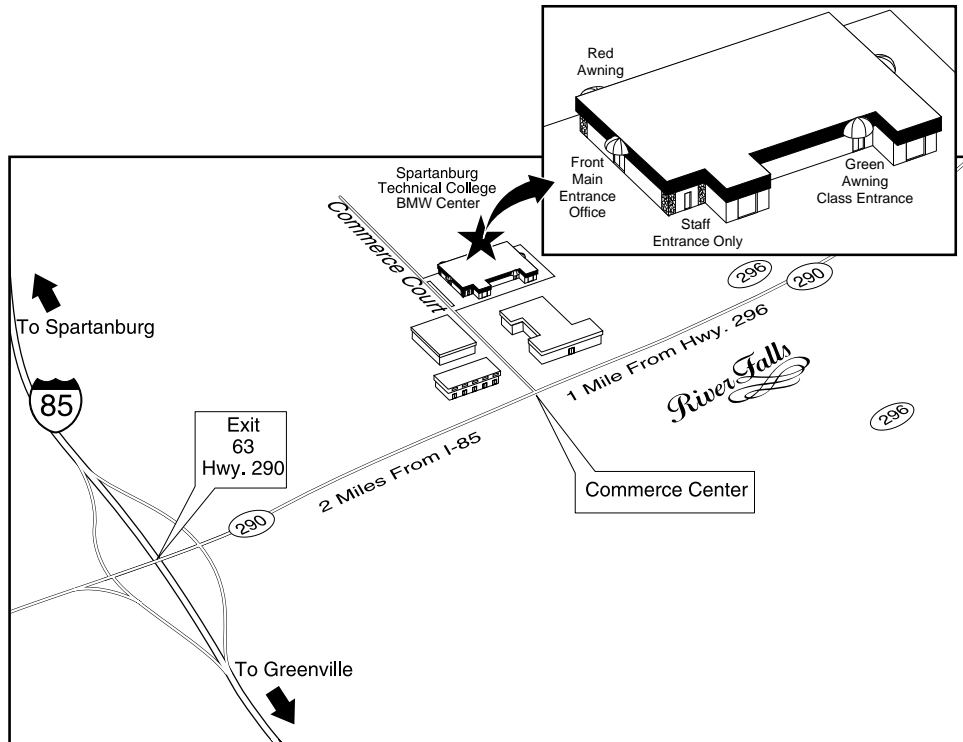 Red
Awning
Front
Main
Entrance
Office
Staff
Entrance Only
Green
Awning
Class Entrance
Spartanburg
Technical College
BMW Center
Commerce Court
To Spartanburg
85
Exit
63
Hwy. 290
290
2 Miles From I-85
1 Mile From Hwy. 296
296
290
River Falls
296
Commerce Center
To Greenville